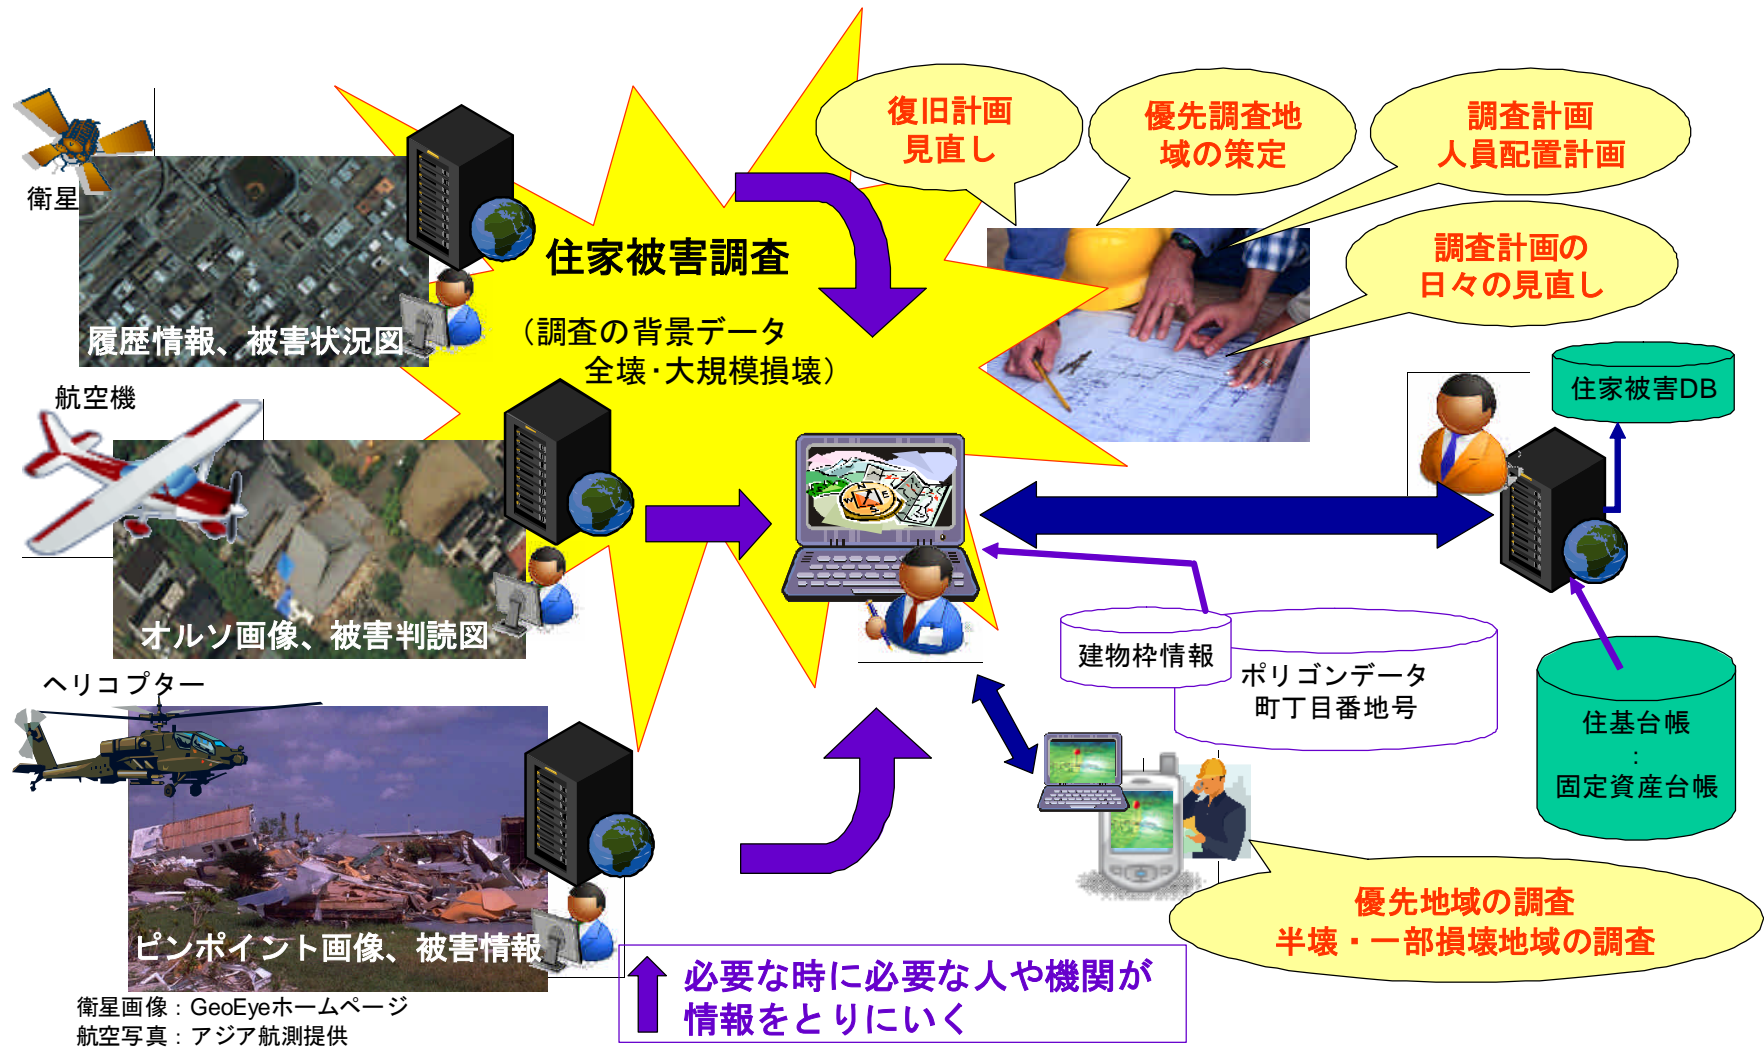 衛星
履歴情報、被害状況図
航空機
オルソ画像、被害判読図
ヘリコプター
ピンポイント画像、被害情報
衛星画像：GeoEyeホームページ
航空写真：アジア航測提供
住家被害調査
（調査の背景データ
全壊・大規模損壊）
復旧計画
見直し
優先調査地
域の策定
調査計画
人員配置計画
調査計画の
日々の見直し
住家被害DB
N
W
E
S
建物枠情報
ポリゴンデータ
町丁目番地号
住基台帳
：
固定資産台帳
優先地域の調査
半壊・一部損壊地域の調査
必要な時に必要な人や機関が
情報をとりにいく